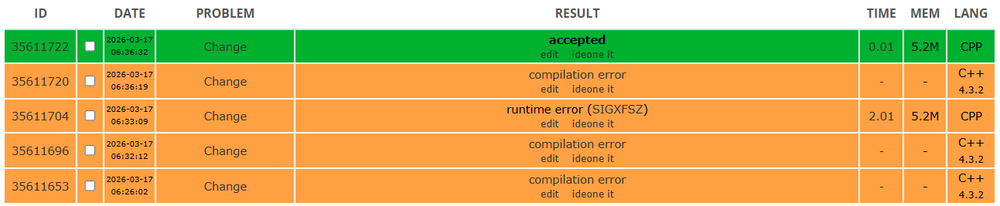 ID DATE PROBLEM RESULT TIME MEM LANG
35611722 2026-03-17 06:36:32 Change accepted edit ideone it 0.01 5.2M CPP
35611720 2026-03-17 06:36:19 Change compilation error edit ideone it - - C++ 4.3.2
35611704 2026-03-17 06:33:09 Change runtime error (SIGXFSZ) edit ideone it 2.01 5.2M CPP
35611696 2026-03-17 06:32:12 Change compilation error edit ideone it - - C++ 4.3.2
35611653 2026-03-17 06:26:02 Change compilation error edit ideone it - - C++ 4.3.2